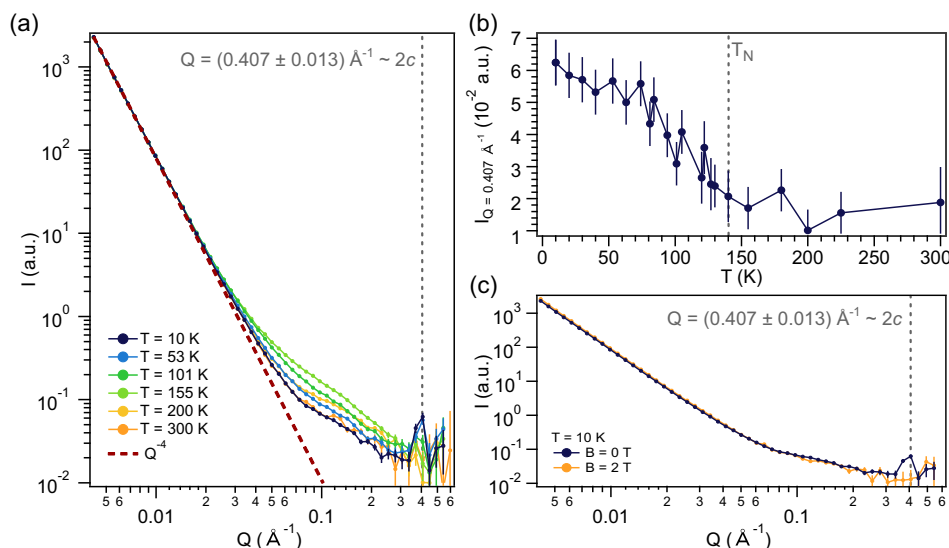 (a)
Q = (0.407 ± 0.013) Å⁻¹ ~ 2c
10³
10²
10¹
10⁰
10⁻¹
10⁻²
I (a.u.)
T = 10 K
T = 53 K
T = 101 K
T = 155 K
T = 200 K
T = 300 K
Q⁻⁴
5 6 0.01 2 3 4 5 6 0.1 2 3 4 5 6
Q (Å⁻¹)
(b)
T_N
7
6
5
4
3
2
1
I_Q = 0.407 Å⁻¹ (10⁻² a.u.)
0 50 100 150 200 250 300
T (K)
(c)
Q = (0.407 ± 0.013) Å⁻¹ ~ 2c
10³
10²
10¹
10⁰
10⁻¹
10⁻²
I (a.u.)
T = 10 K
B = 0 T
B = 2 T
5 6 0.01 2 3 4 5 6 0.1 2 3 4 5 6
Q (Å⁻¹)